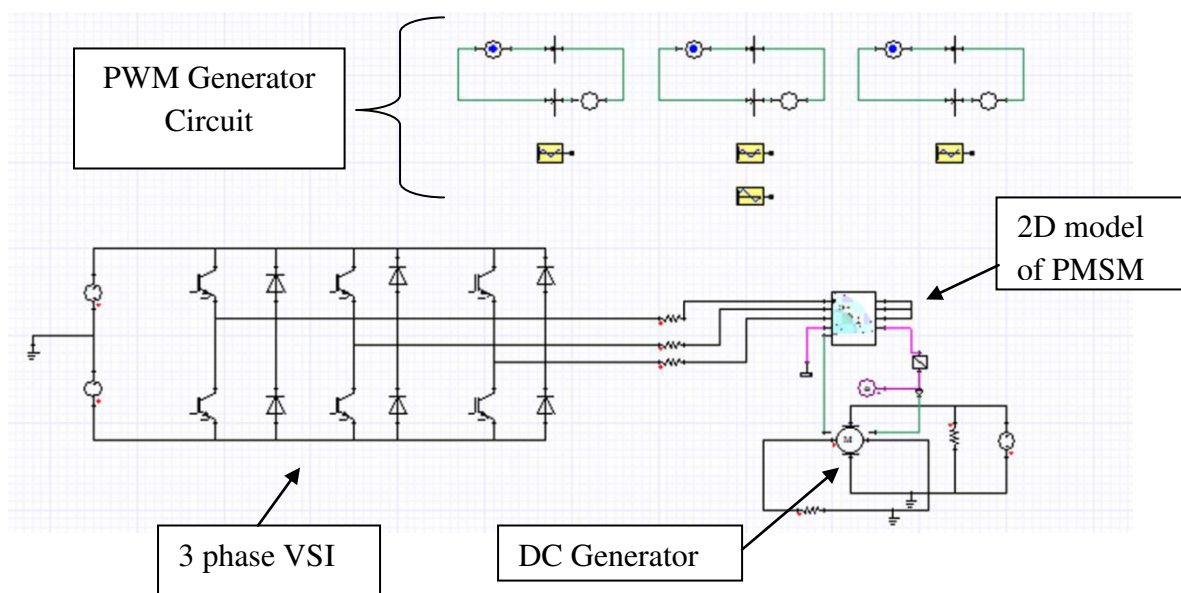 PWM Generator
Circuit
2D model
of PMSM
M
3 phase VSI
DC Generator